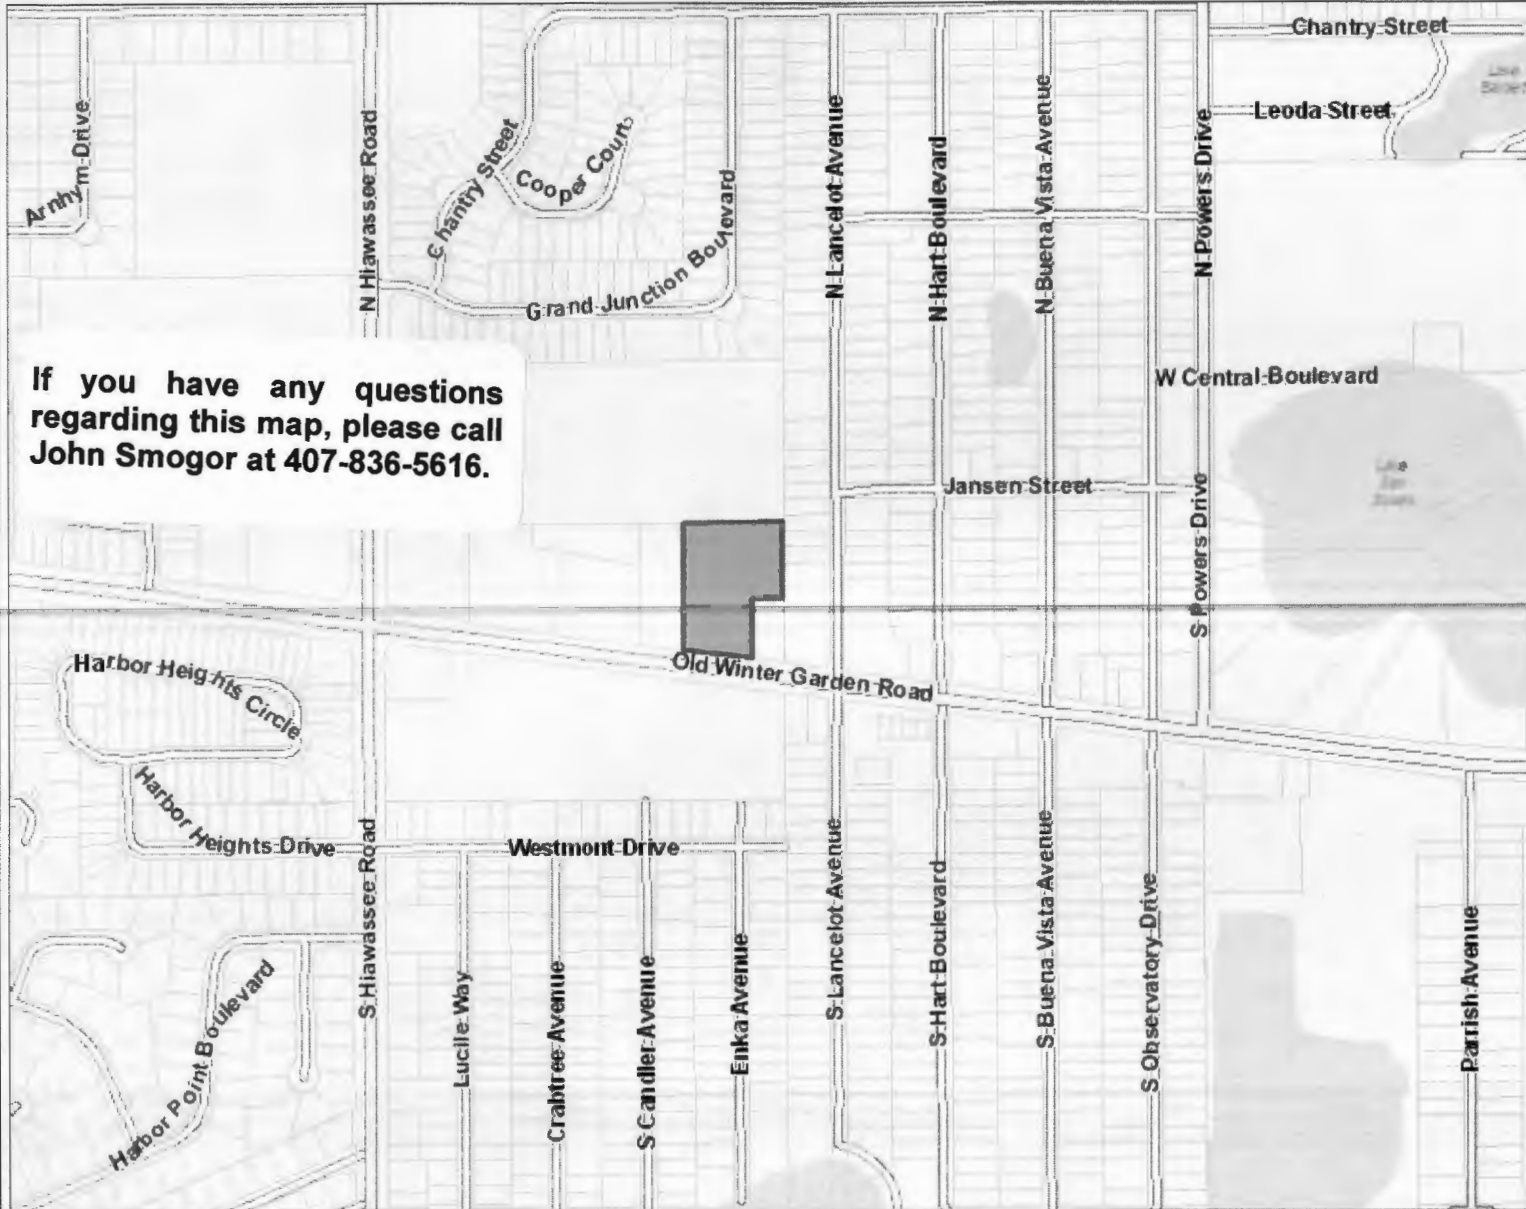 Chantry Street
Leoda Street
Arnhym Drive
N Hiawassee Road
Chantry Street
Cooper Court
Grand Junction Boulevard
N Lancelot Avenue
N Hart Boulevard
N Buena Vista Avenue
N Powers Drive
If you have any questions
regarding this map, please call
John Smogor at 407-836-5616.
W Central Boulevard
Jansen Street
S Powers Drive
Old Winter Garden Road
Harbor Heights Circle
Harbor Heights Drive
Westmont Drive
S Hiawassee Road
Lucile Way
Crabtree Avenue
S Candler Avenue
Enka Avenue
S Lancelot Avenue
S Hart Boulevard
S Buena Vista Avenue
S Observatory Drive
Parrish Avenue
Harbor Point Boulevard